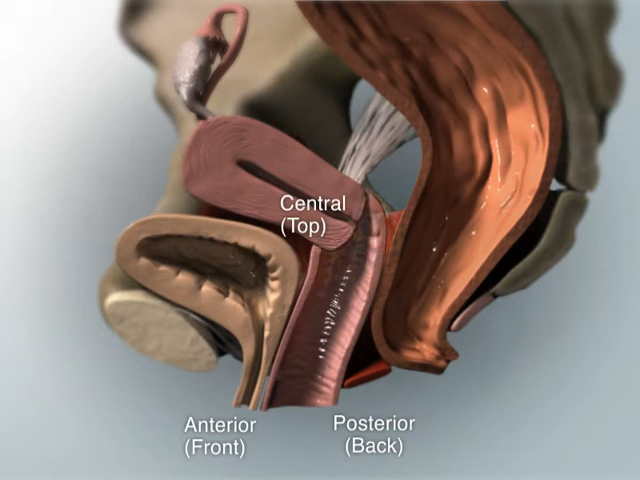 Central
(Top)
Anterior
(Front)
Posterior
(Back)